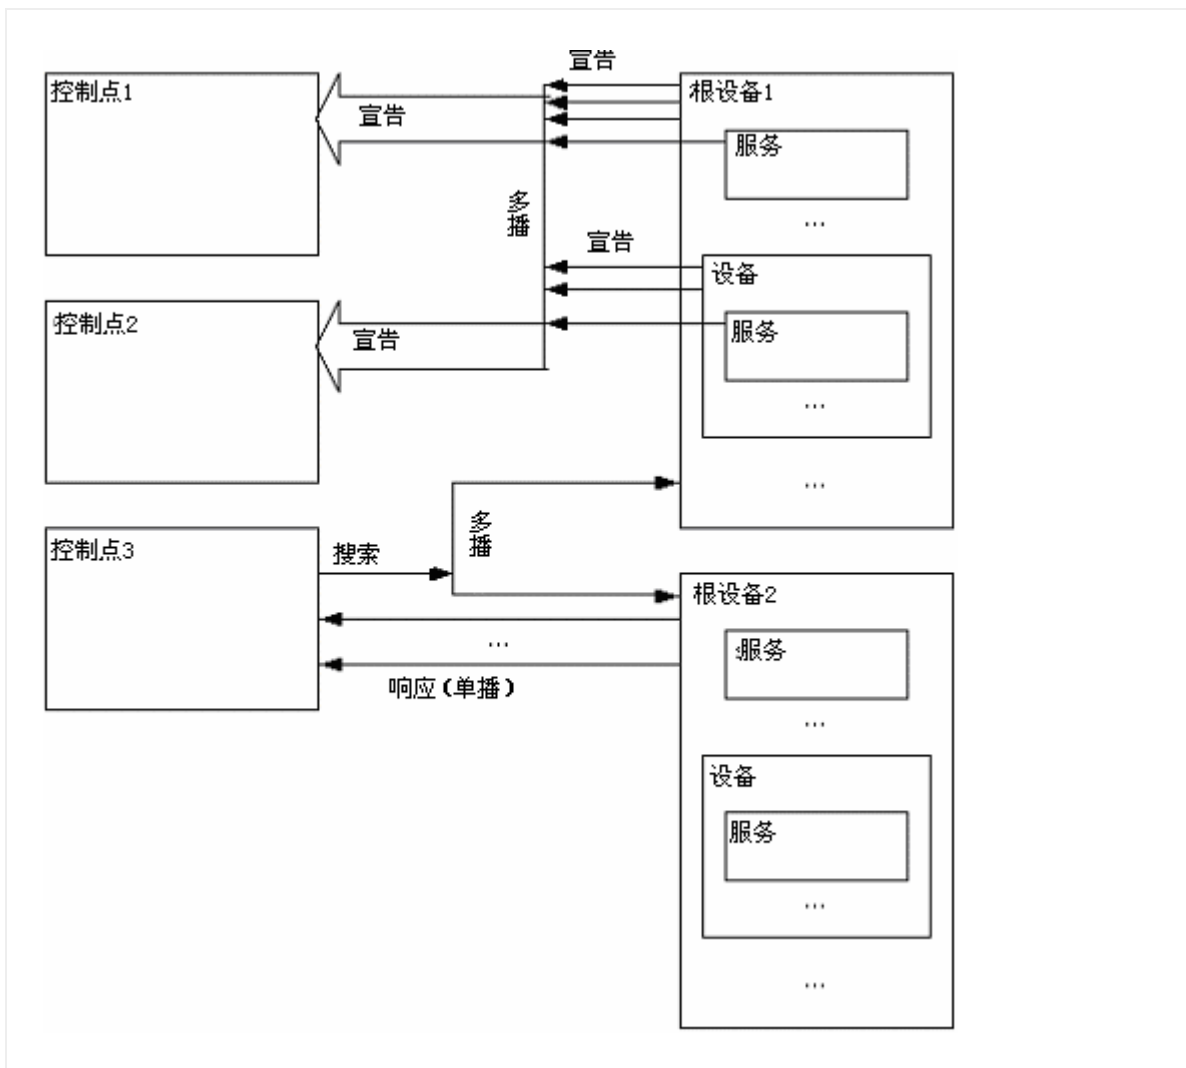 宣告
控制点1
宣告
根设备1
服务
...
多播
宣告
设备
控制点2
宣告
服务
...
...
控制点3
搜索
多播
根设备2
...
响应(单播)
服务
...
设备
服务
...
...